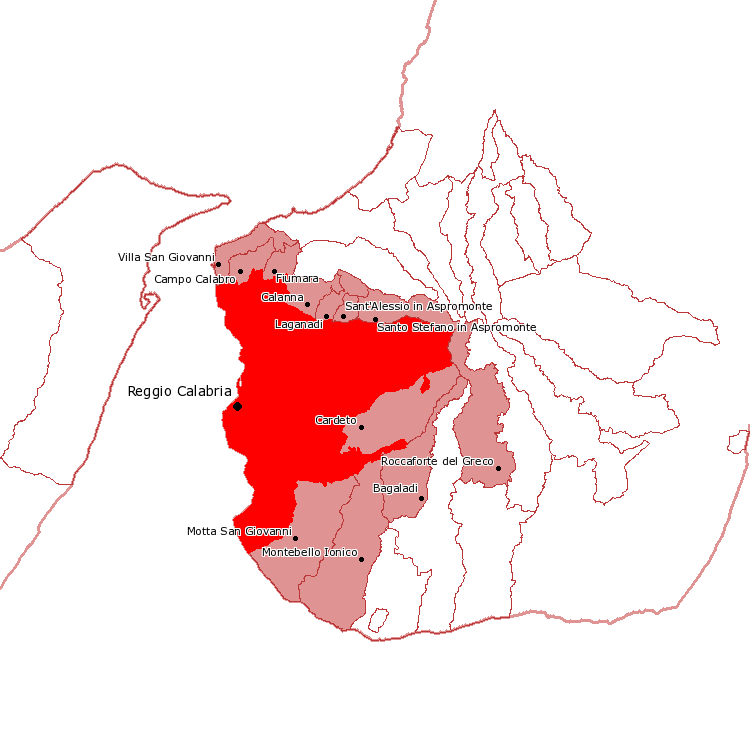 Villa San Giovanni
Campo Calabro
Fiumara
Calanna
Sant'Alessio in Aspromonte
Laganadi
Santo Stefano in Aspromonte
Reggio Calabria
Cardeto
Roccaforte del Greco
Bagaladi
Motta San Giovanni
Montebello Ionico